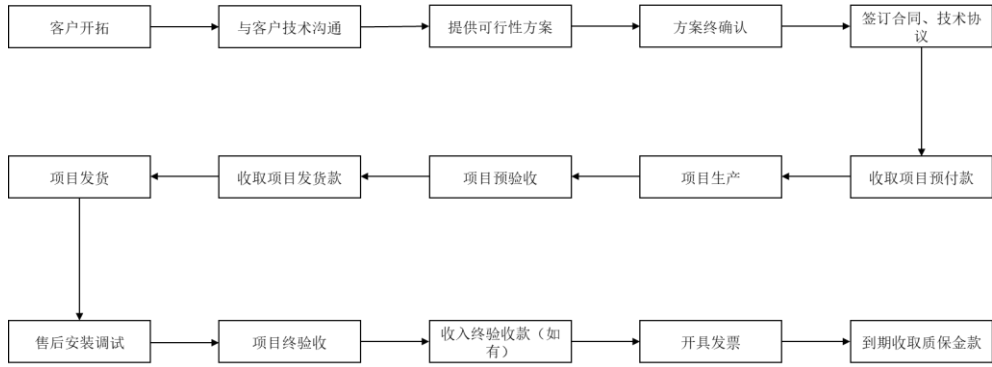 客户开拓
与客户技术沟通
提供可行性方案
方案终确认
签订合同、技术协
议
收取项目预付款
项目生产
项目预验收
收取项目发货款
项目发货
售后安装调试
项目终验收
收入终验收款（如
有）
开具发票
到期收取质保金款